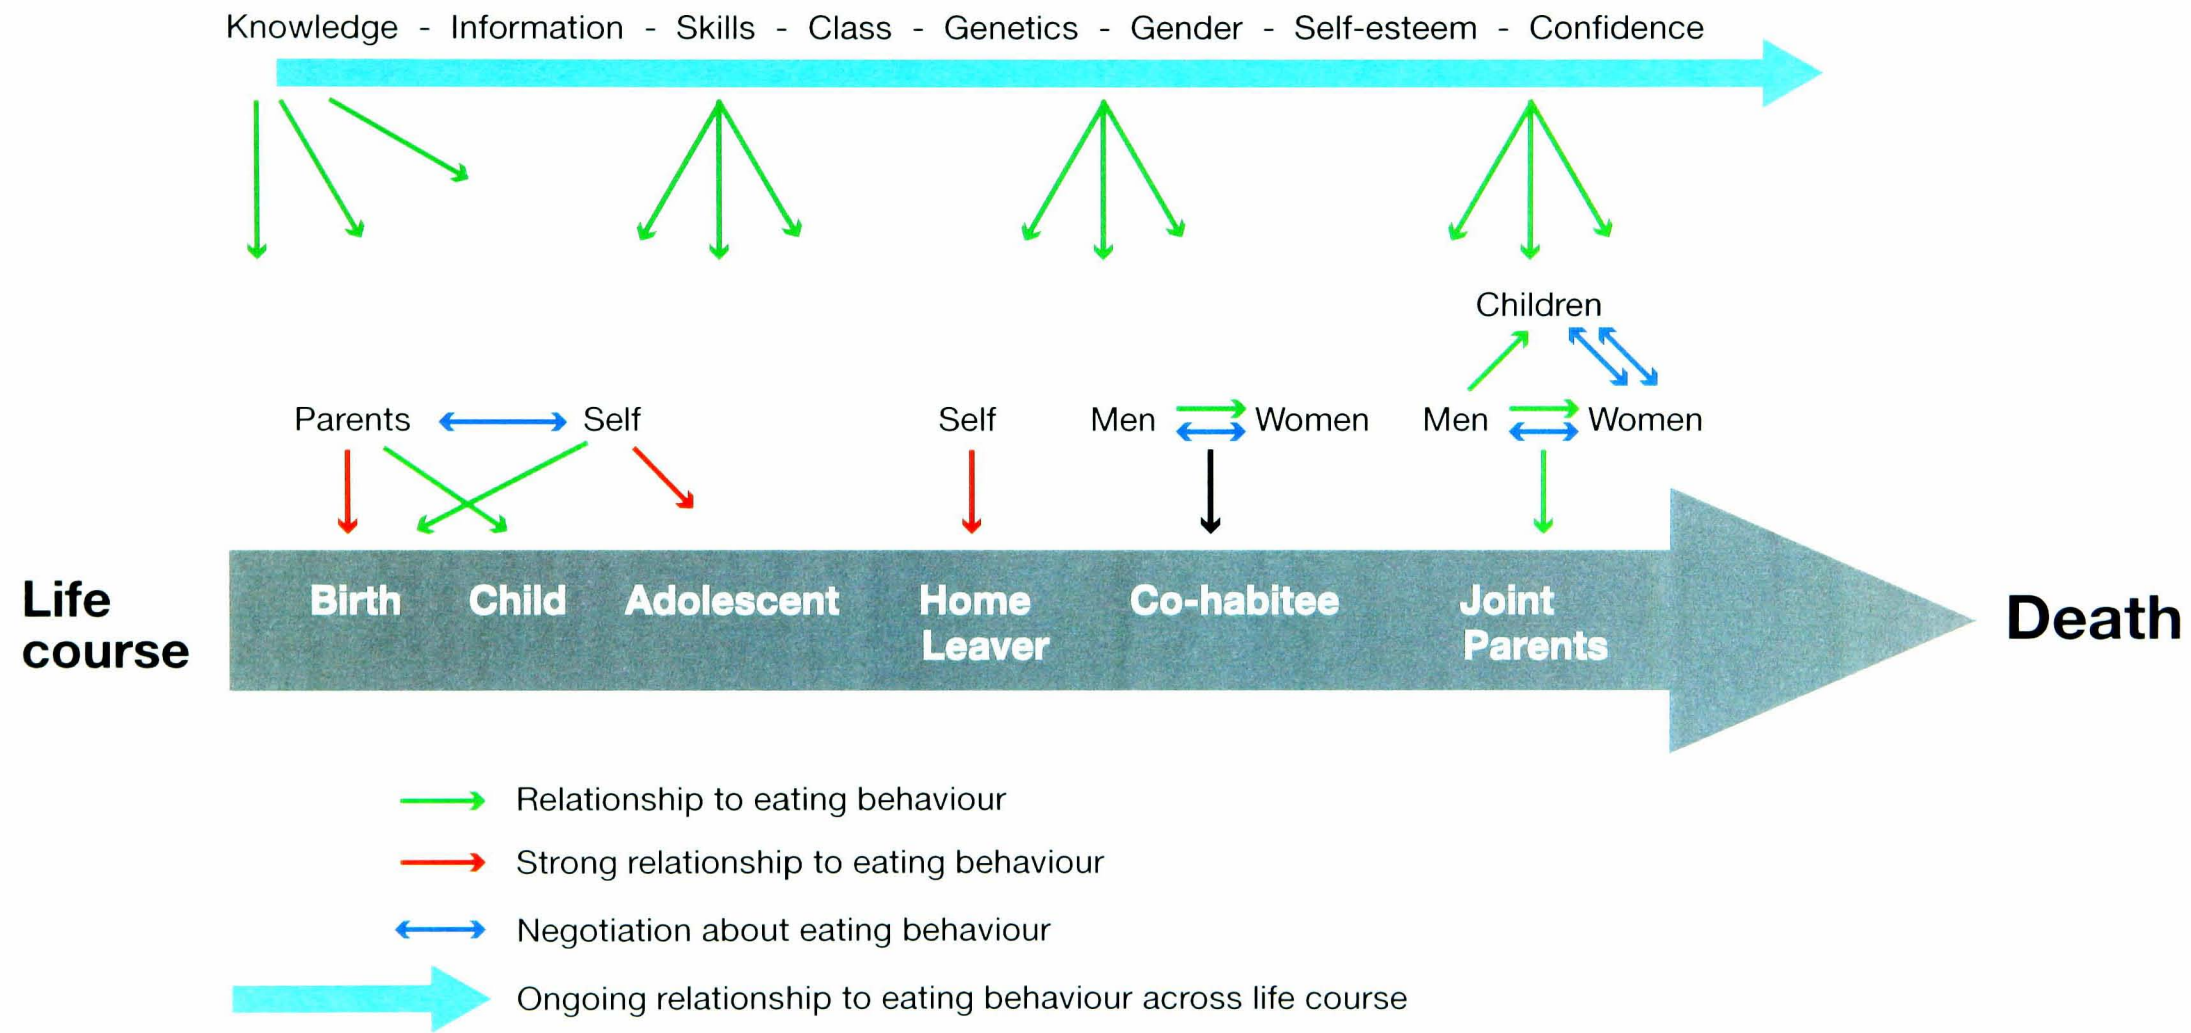 Knowledge - Information - Skills - Class - Genetics - Gender - Self-esteem - Confidence
Children
Parents Self Self Men Women Men Women
Life course
Birth Child Adolescent Home Leaver Co-habitee Joint Parents
Death
Relationship to eating behaviour
Strong relationship to eating behaviour
Negotiation about eating behaviour
Ongoing relationship to eating behaviour across life course